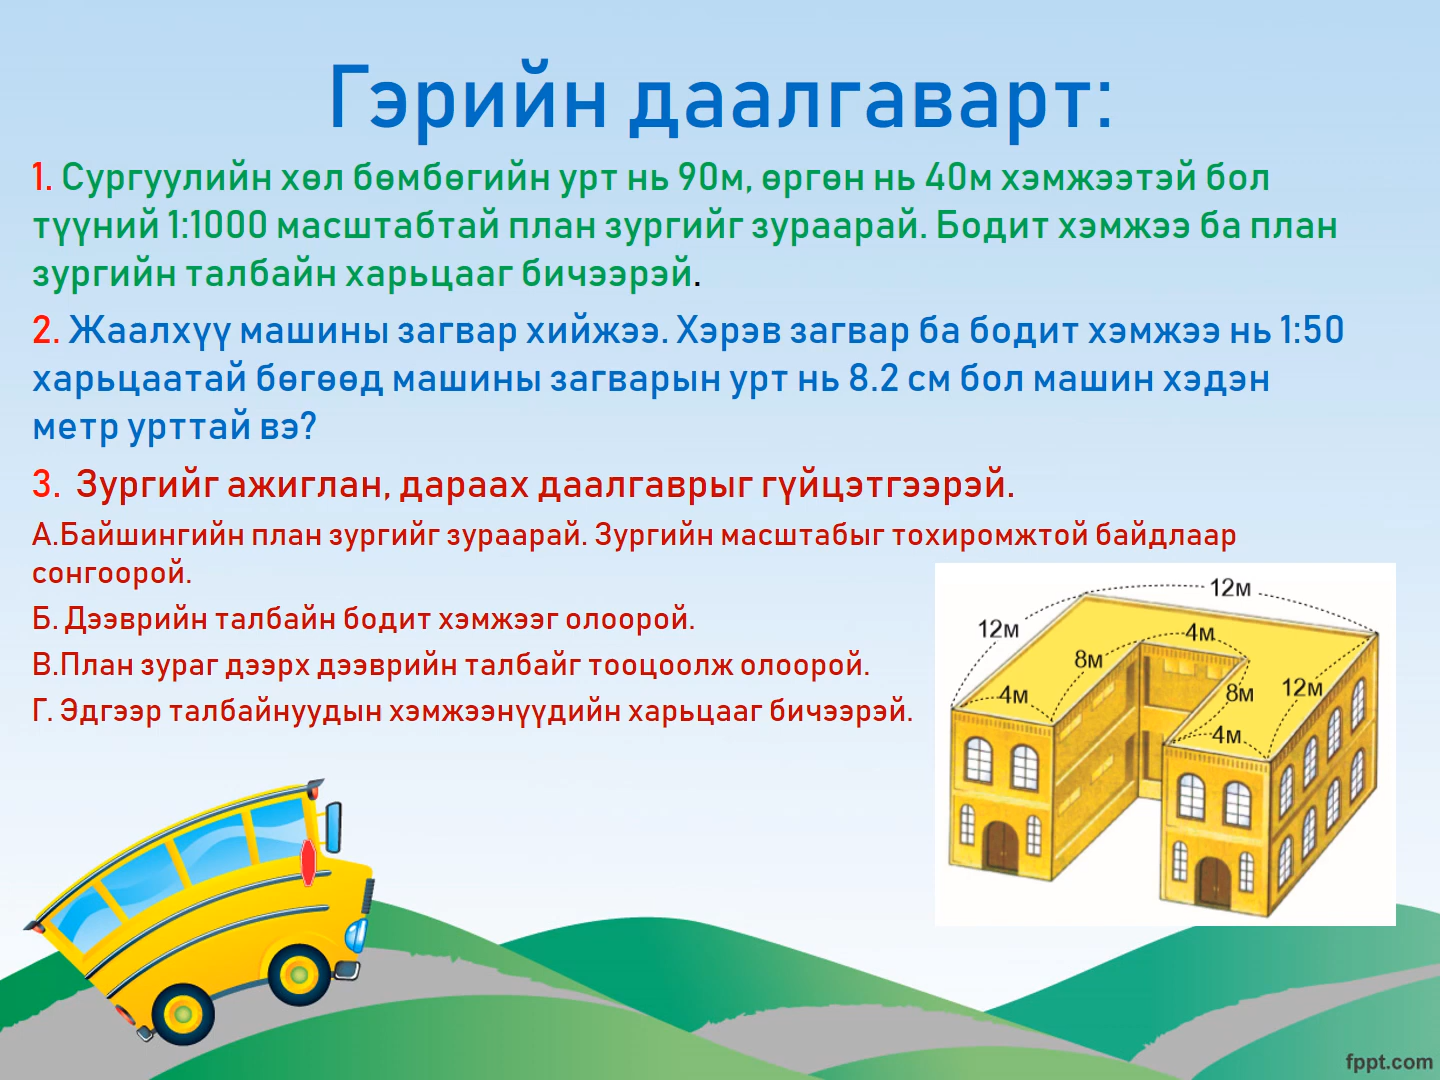 Гэрийн даалгаварт:
1. Сургуулийн хөл бөмбөгийн урт нь 90м, өргөн нь 40м хэмжээтэй бол
түүний 1:1000 масштабтай план зургийг зураарай. Бодит хэмжээ ба план
зургийн талбайн харьцааг бичээрэй.
2. Жаалхүү машины загвар хийжээ. Хэрэв загвар ба бодит хэмжээ нь 1:50
харьцаатай бөгөөд машины загварын урт нь 8.2 см бол машин хэдэн
метр урттай вэ?
3. Зургийг ажиглан, дараах даалгаврыг гүйцэтгээрэй.
А.Байшингийн план зургийг зураарай. Зургийн масштабыг тохиромжтой байдлаар
сонгоорой.
Б. Дээврийн талбайн бодит хэмжээг олоорой.
В.План зураг дээрх дээврийн талбайг тооцоолж олоорой.
Г. Эдгээр талбайнуудын хэмжээнүүдийн харьцааг бичээрэй.
12м
12м
4м
8м
4м
8м
12м
4м
fppt.com